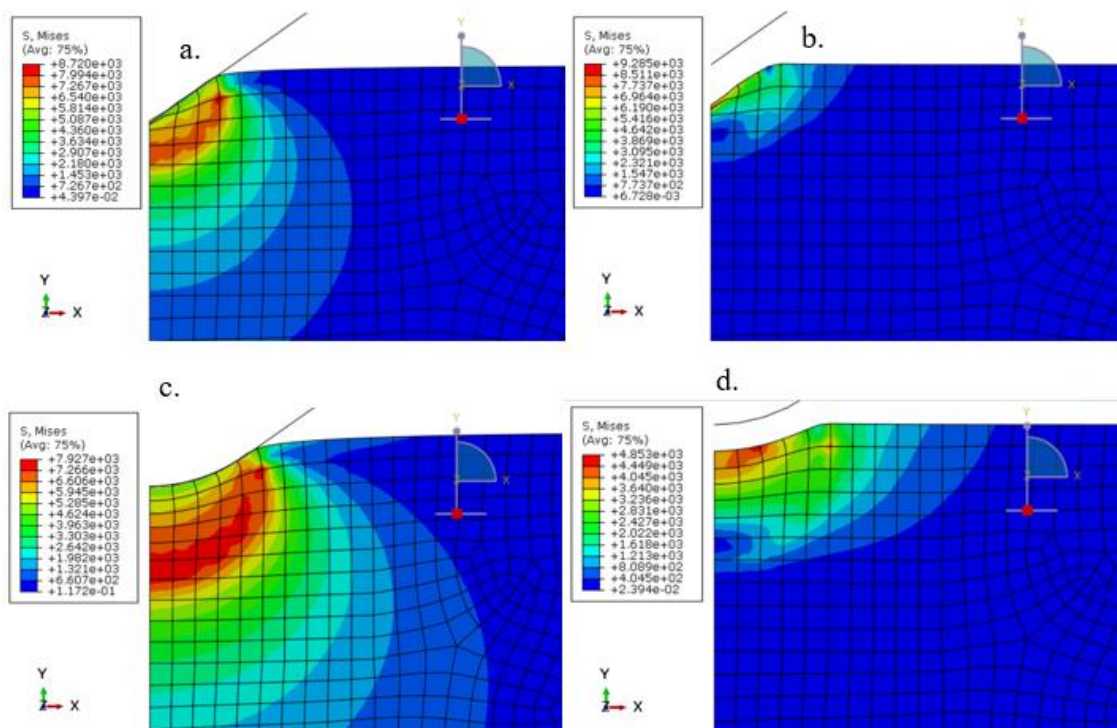 a.
S, Mises
(Avg: 75%)
+8.720e+03
+7.994e+03
+7.267e+03
+6.540e+03
+5.814e+03
+5.087e+03
+4.360e+03
+3.634e+03
+2.907e+03
+2.180e+03
+1.453e+03
+7.267e+02
+4.397e-02
Y
X
Y
Z
X
b.
S, Mises
(Avg: 75%)
+9.285e+03
+8.511e+03
+7.737e+03
+6.964e+03
+6.190e+03
+5.416e+03
+4.642e+03
+3.869e+03
+3.095e+03
+2.321e+03
+1.547e+03
+7.737e+02
+6.728e-03
Y
X
Y
Z
X
c.
S, Mises
(Avg: 75%)
+7.927e+03
+7.266e+03
+6.606e+03
+5.945e+03
+5.285e+03
+4.624e+03
+3.963e+03
+3.303e+03
+2.642e+03
+1.982e+03
+1.321e+03
+6.607e+02
+1.172e-01
Y
X
Y
Z
X
d.
S, Mises
(Avg: 75%)
+4.853e+03
+4.449e+03
+4.045e+03
+3.640e+03
+3.236e+03
+2.831e+03
+2.427e+03
+2.022e+03
+1.618e+03
+1.213e+03
+8.089e+02
+4.045e+02
+2.394e-02
Y
X
Y
Z
X